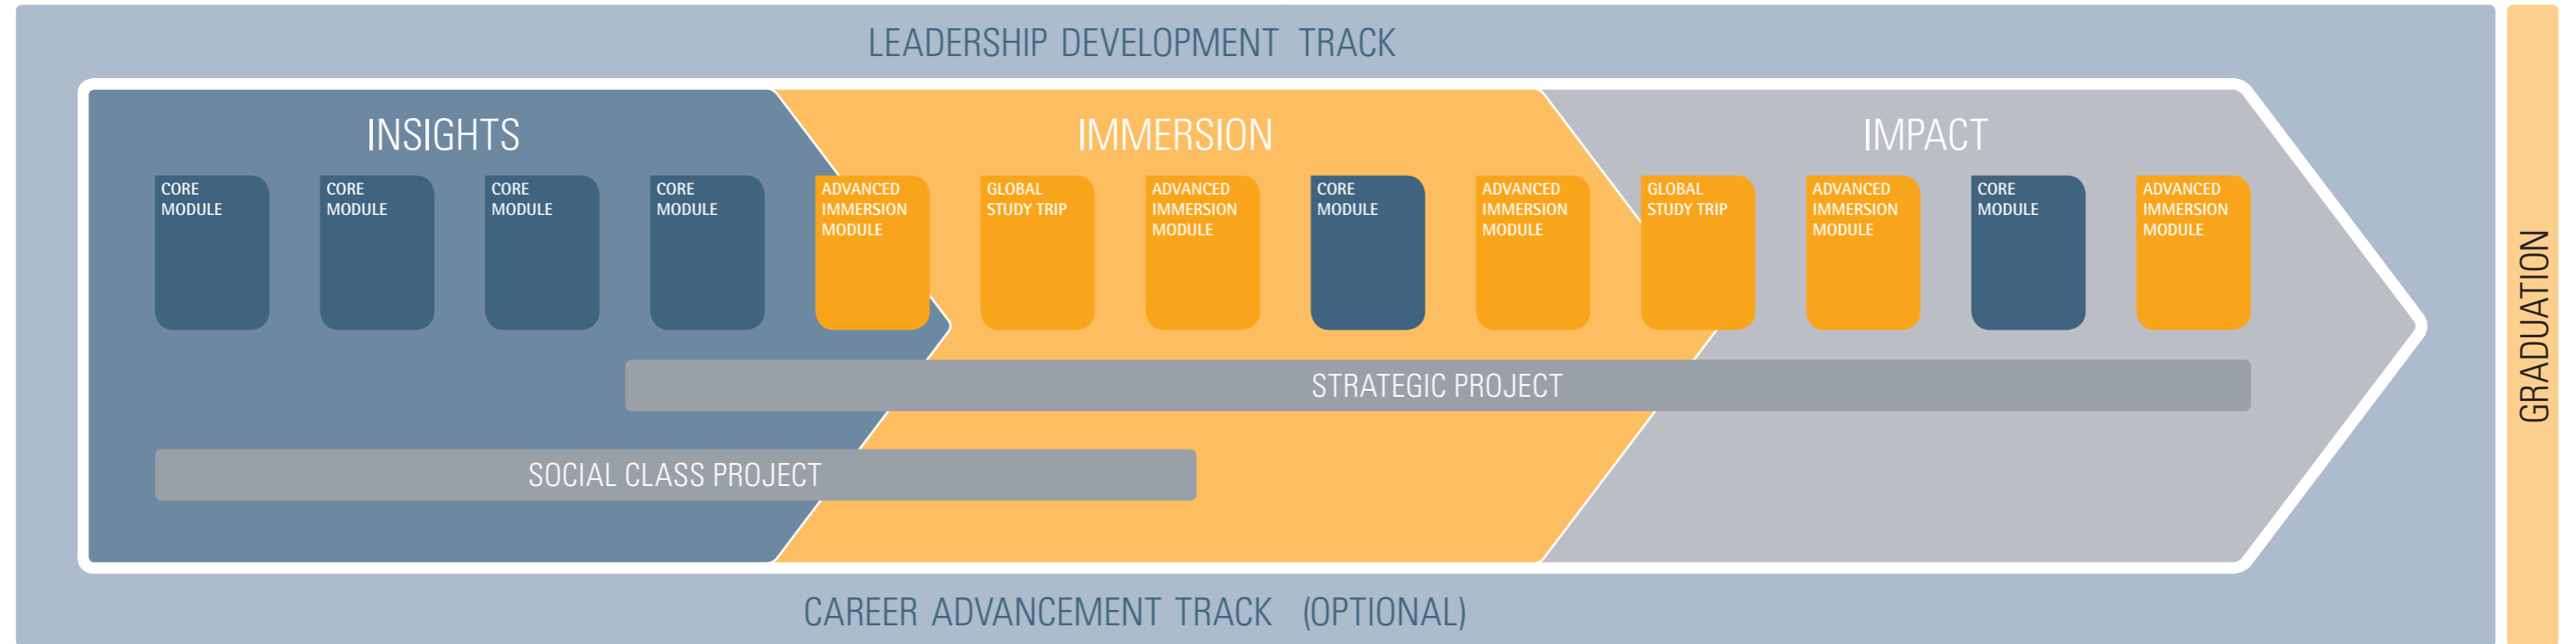 LEADERSHIP DEVELOPMENT TRACK
INSIGHTS
IMMERSION
IMPACT
CORE
MODULE
CORE
MODULE
CORE
MODULE
CORE
MODULE
ADVANCED
IMMERSION
MODULE
GLOBAL
STUDY TRIP
ADVANCED
IMMERSION
MODULE
CORE
MODULE
ADVANCED
IMMERSION
MODULE
GLOBAL
STUDY TRIP
ADVANCED
IMMERSION
MODULE
CORE
MODULE
ADVANCED
IMMERSION
MODULE
STRATEGIC PROJECT
SOCIAL CLASS PROJECT
CAREER ADVANCEMENT TRACK (OPTIONAL)
GRADUATION